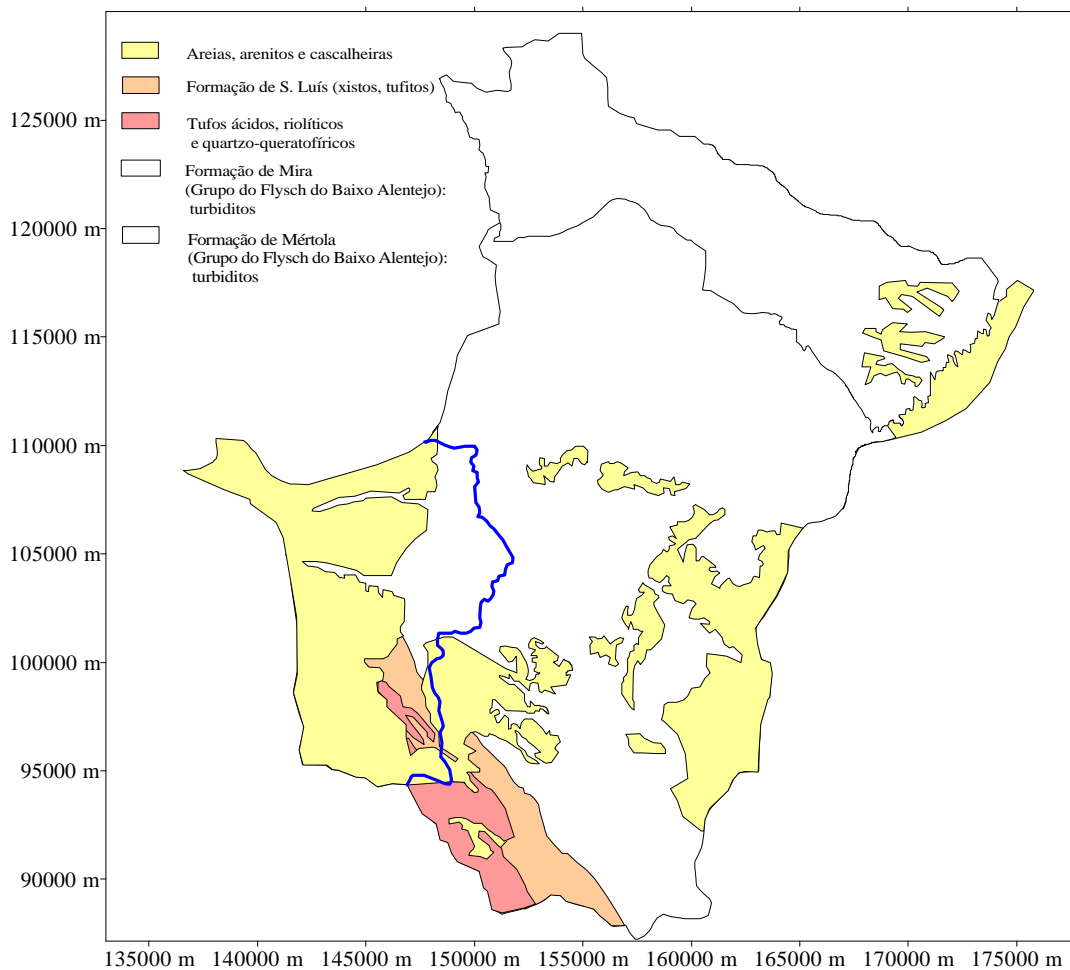 Areias, arenitos e cascalheiras
Formação de S. Luís (xistos, tufitos)
Tufos ácidos, riolíticos
e quartzo-queratofíricos
Formação de Mira
(Grupo do Flysch do Baixo Alentejo):
turbiditos
Formação de Mértola
(Grupo do Flysch do Baixo Alentejo):
turbiditos
125000 m
120000 m
115000 m
110000 m
105000 m
100000 m
95000 m
90000 m
135000 m 140000 m 145000 m 150000 m 155000 m 160000 m 165000 m 170000 m 175000 m